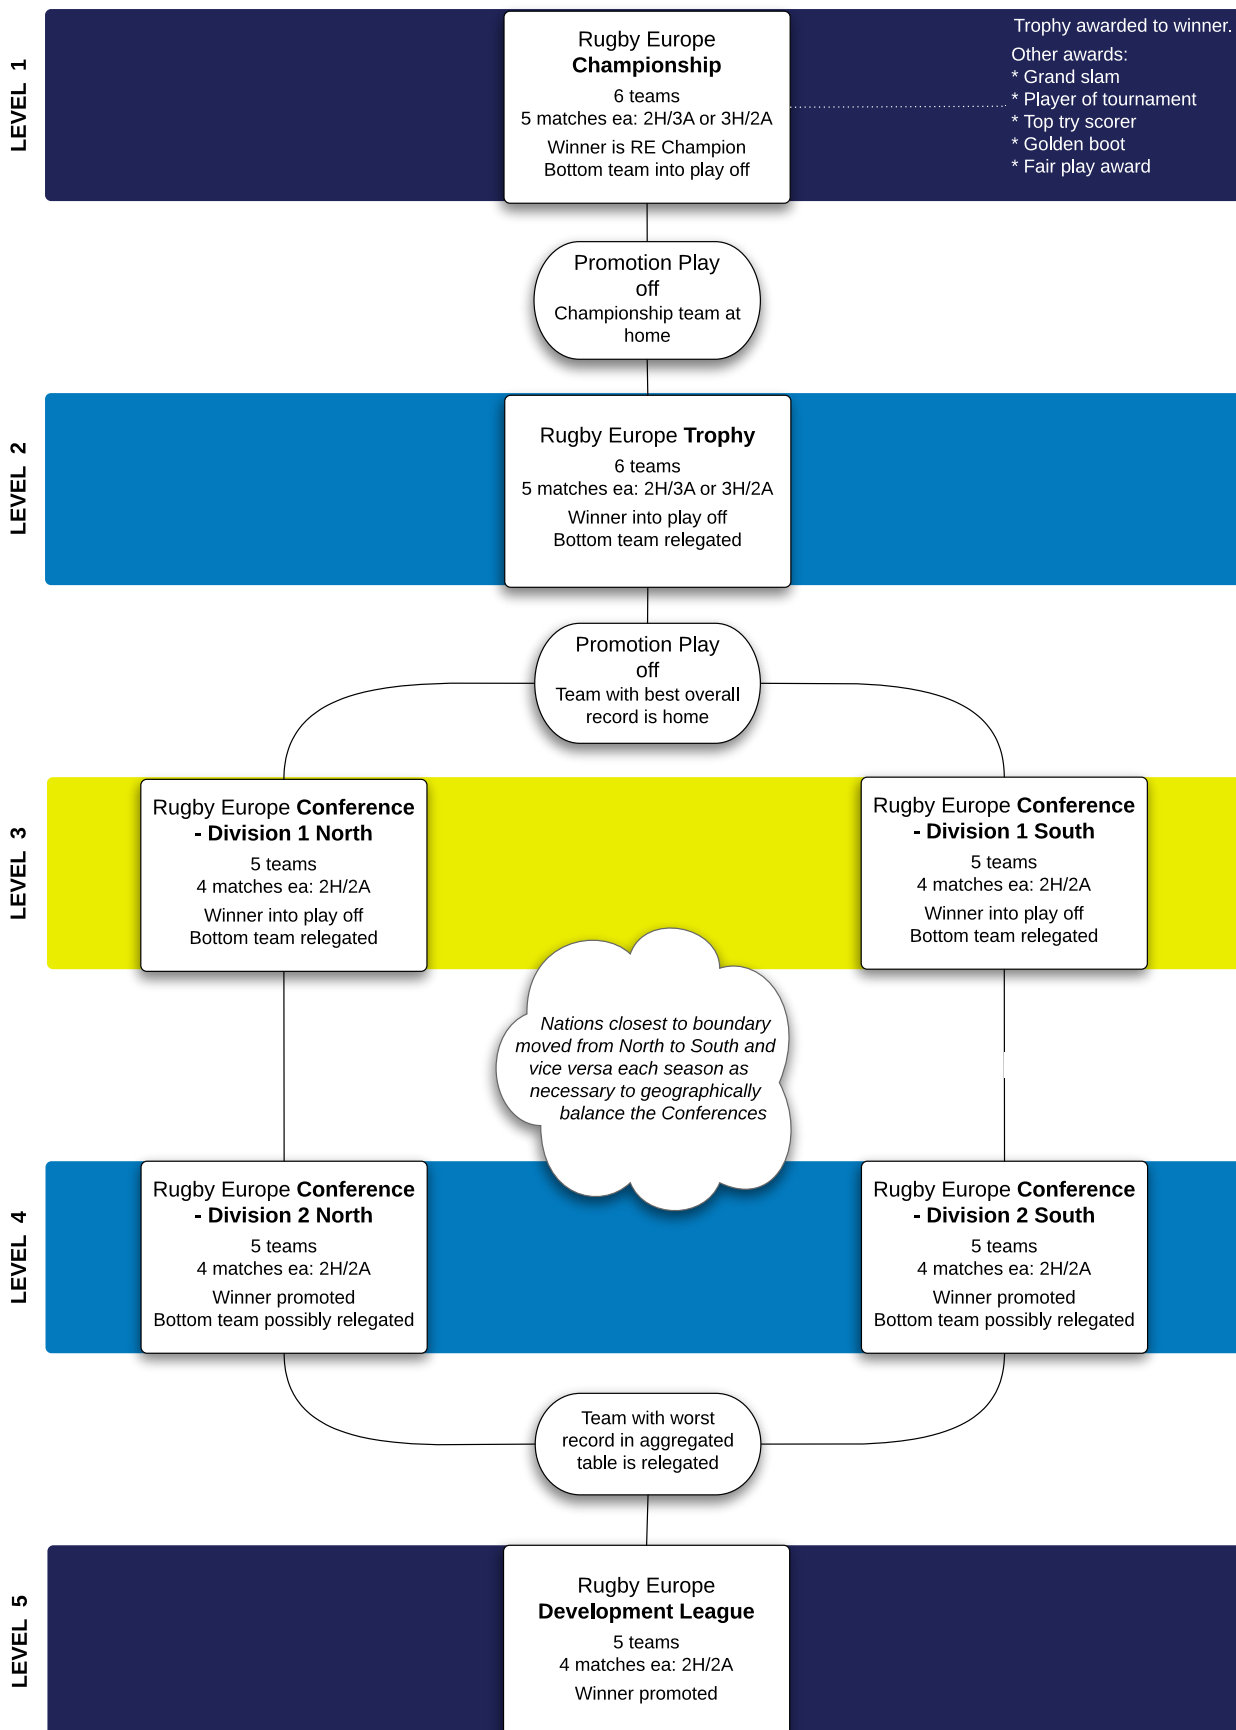 LEVEL 1
Rugby Europe
Championship
6 teams
5 matches ea: 2H/3A or 3H/2A
Winner is RE Champion
Bottom team into play off
Trophy awarded to winner.
Other awards:
* Grand slam
* Player of tournament
* Top try scorer
* Golden boot
* Fair play award
Promotion Play
off
Championship team at
home
LEVEL 2
Rugby Europe Trophy
6 teams
5 matches ea: 2H/3A or 3H/2A
Winner into play off
Bottom team relegated
Promotion Play
off
Team with best overall
record is home
LEVEL 3
Rugby Europe Conference
- Division 1 North
5 teams
4 matches ea: 2H/2A
Winner into play off
Bottom team relegated
Rugby Europe Conference
- Division 1 South
5 teams
4 matches ea: 2H/2A
Winner into play off
Bottom team relegated
Nations closest to boundary
moved from North to South and
vice versa each season as
necessary to geographically
balance the Conferences
LEVEL 4
Rugby Europe Conference
- Division 2 North
5 teams
4 matches ea: 2H/2A
Winner promoted
Bottom team possibly relegated
Rugby Europe Conference
- Division 2 South
5 teams
4 matches ea: 2H/2A
Winner promoted
Bottom team possibly relegated
Team with worst
record in aggregated
table is relegated
LEVEL 5
Rugby Europe
Development League
5 teams
4 matches ea: 2H/2A
Winner promoted